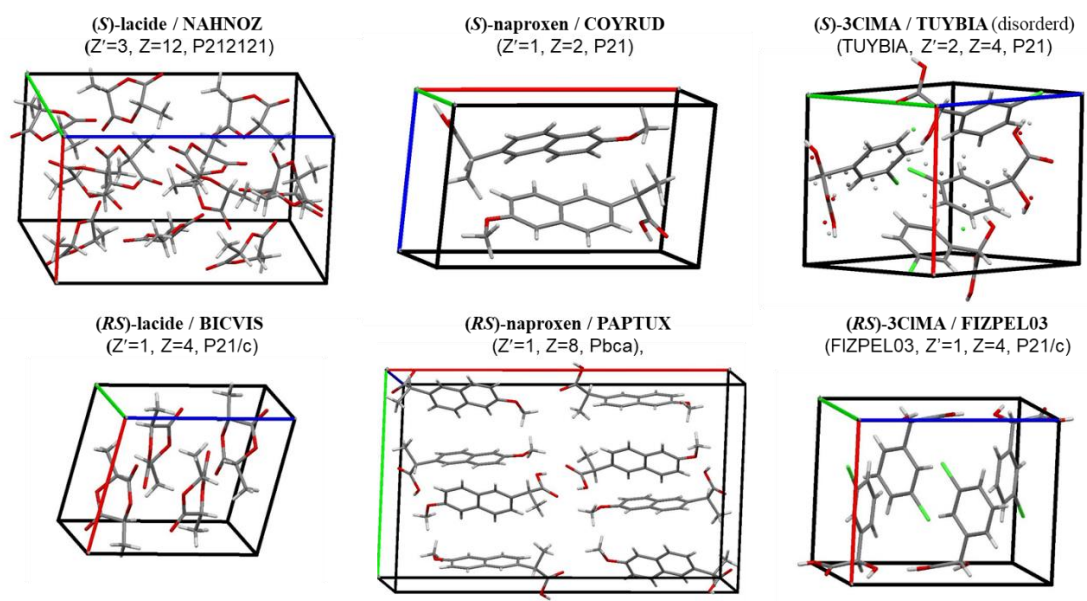 (S)-lacide / NAHNOZ
(Z′=3, Z=12, P212121)
(S)-naproxen / COYRUD
(Z′=1, Z=2, P21)
(S)-3ClMA / TUYBIA (disorderd)
(TUYBIA, Z′=2, Z=4, P21)
(RS)-lacide / BICVIS
(Z′=1, Z=4, P21/c)
(RS)-naproxen / PAPTUX
(Z′=1, Z=8, Pbca),
(RS)-3ClMA / FIZPEL03
(FIZPEL03, Z’=1, Z=4, P21/c)